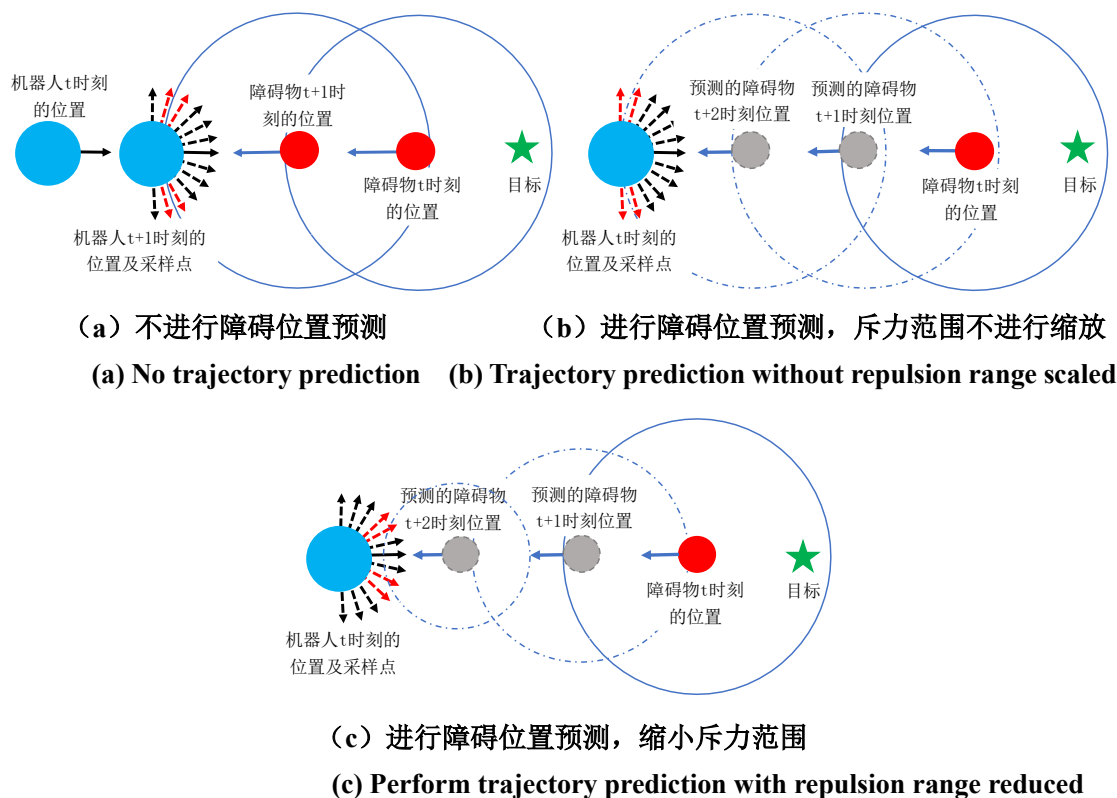 机器人t时刻
的位置
障碍物t+1时
刻的位置
障碍物t时刻
的位置
目标
机器人t+1时刻的
位置及采样点
预测的障碍物
t+2时刻位置
预测的障碍物
t+1时刻位置
障碍物t时刻
的位置
目标
机器人t时刻的
位置及采样点
（a）不进行障碍位置预测
（b）进行障碍位置预测，斥力范围不进行缩放
(a) No trajectory prediction
(b) Trajectory prediction without repulsion range scaled
预测的障碍物
t+2时刻位置
预测的障碍物
t+1时刻位置
障碍物t时刻
的位置
目标
机器人t时刻的
位置及采样点
（c）进行障碍位置预测，缩小斥力范围
(c) Perform trajectory prediction with repulsion range reduced